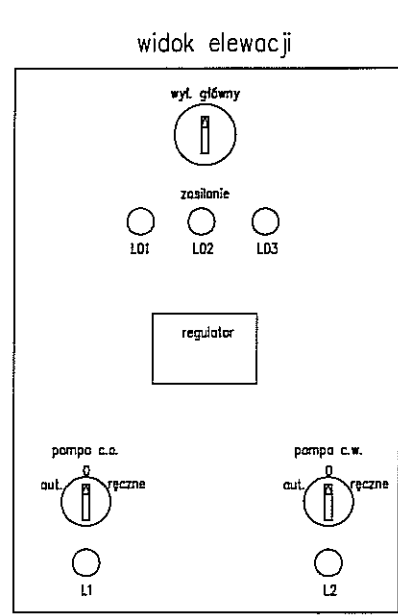 widok elewacji
wył. główny
zasilanie
L01 L02 L03
regulator
pompa c.o. pompa c.w.
0 0
aut. ręczne aut. ręczne
L1 L2